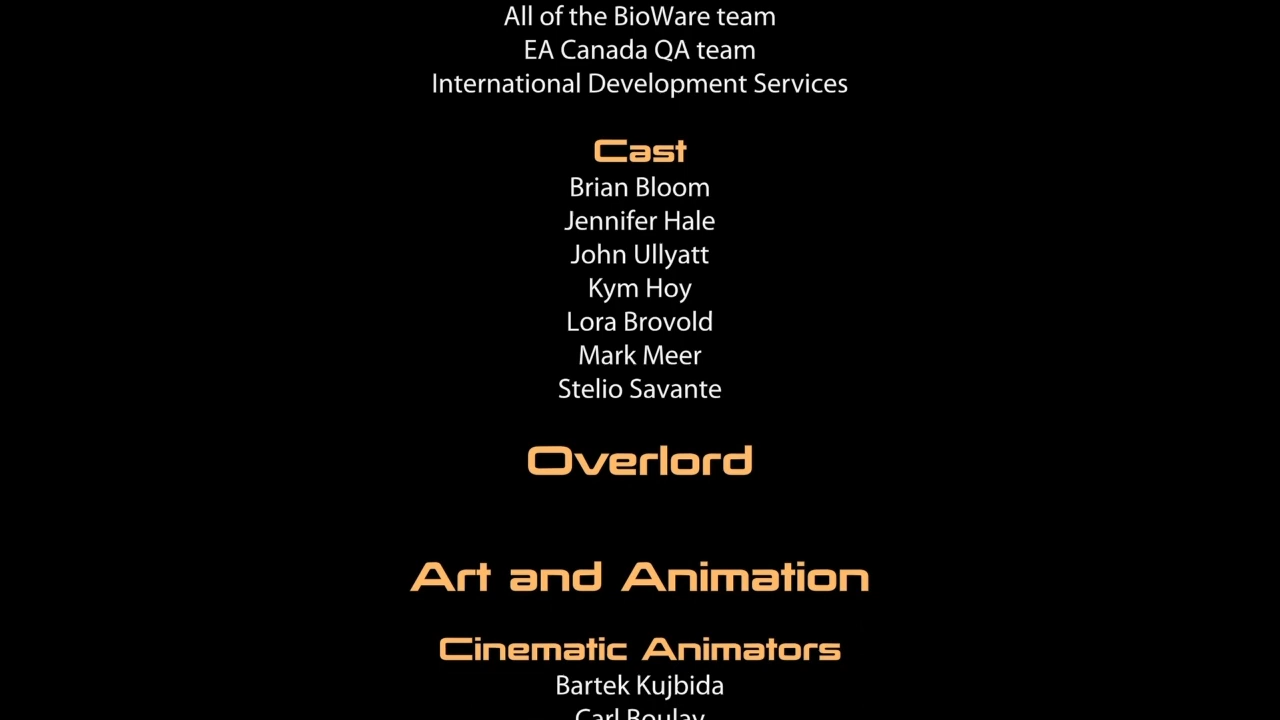 All of the BioWare team
EA Canada QA team
International Development Services
Cast
Brian Bloom
Jennifer Hale
John Ullyatt
Kym Hoy
Lora Brovold
Mark Meer
Stelio Savante
Overlord
Art and Animation
Cinematic Animators
Bartek Kujbida
Carl Boulay